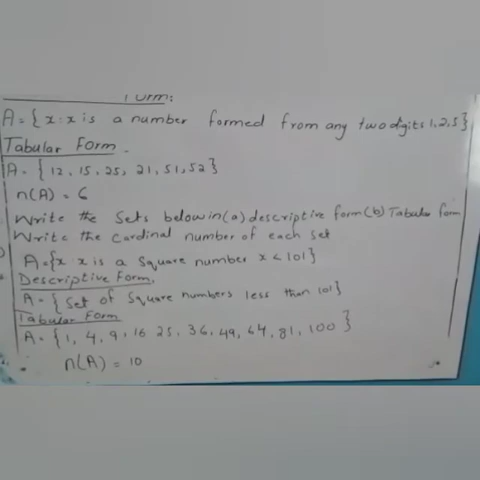 Form:
A = { x : x is a number formed from any two digits 1, 2, 5 }
Tabular Form.
A = { 12, 15, 25, 21, 51, 52 }
n(A) = 6
Write the sets below in (a) descriptive form (b) Tabular form
Write the cardinal number of each set
A = {x : x is a square number x < 101}
Descriptive Form.
A = { Set of square numbers less than 101 }
Tabular Form
A = { 1, 4, 9, 16 25, 36, 49, 64, 81, 100 }
n(A) = 10